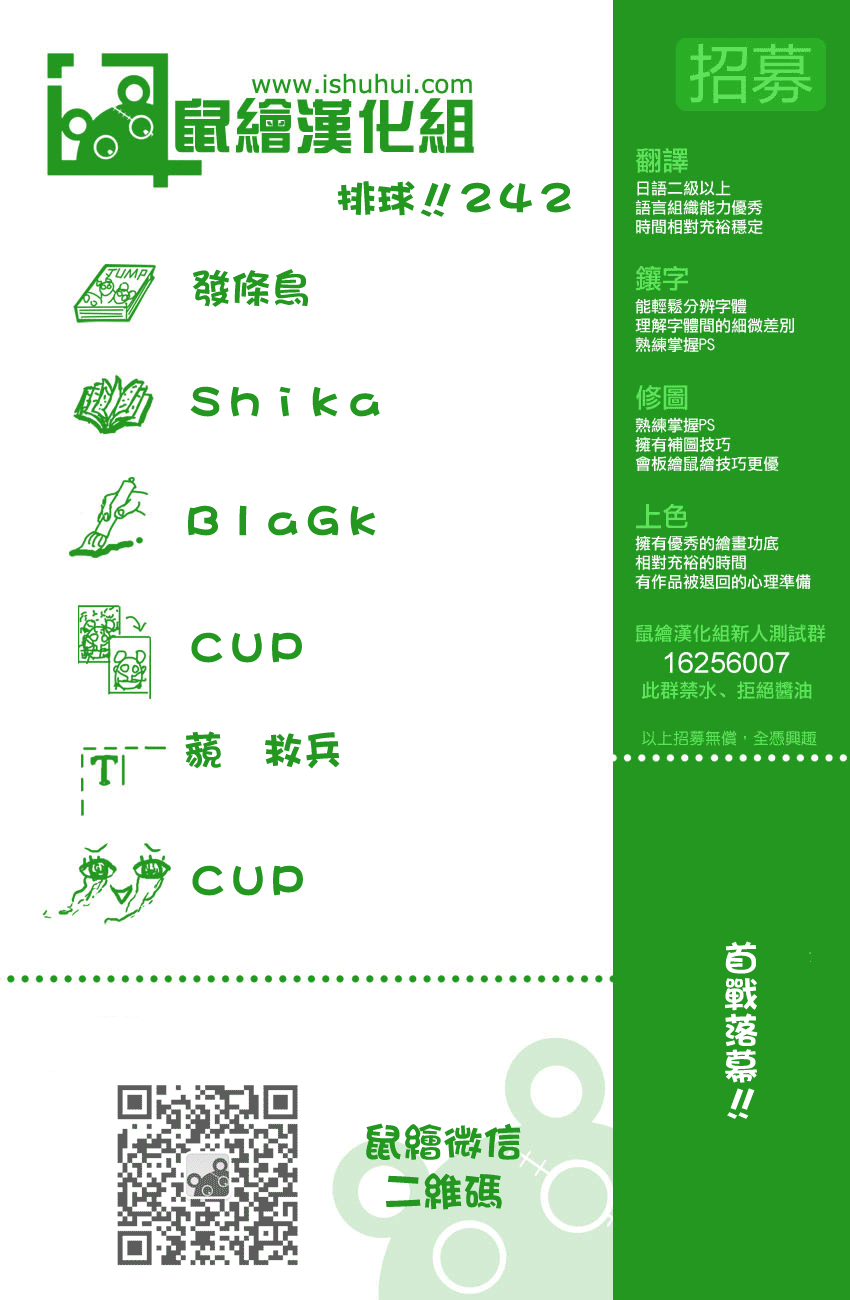 www.ishuhui.com
鼠繪漢化組
排球!!242
JUMP
發條鳥
Shika
BlaGk
CUP
蘋 救兵
T
CUP
鼠繪微信
二維碼
招募
翻譯
日語二級以上
語言組織能力優秀
時間相對充裕穩定
鑲字
能輕鬆分辨字體
理解字體間的細微差別
熟練掌握PS
修圖
熟練掌握PS
擁有補圖技巧
會板繪鼠繪技巧更優
上色
擁有優秀的繪畫功底
相對充裕的時間
有作品被退回的心理準備
鼠繪漢化組新人測試群
16256007
此群禁水、拒絕醬油
以上招募無償，全憑興趣
首戰落幕!!